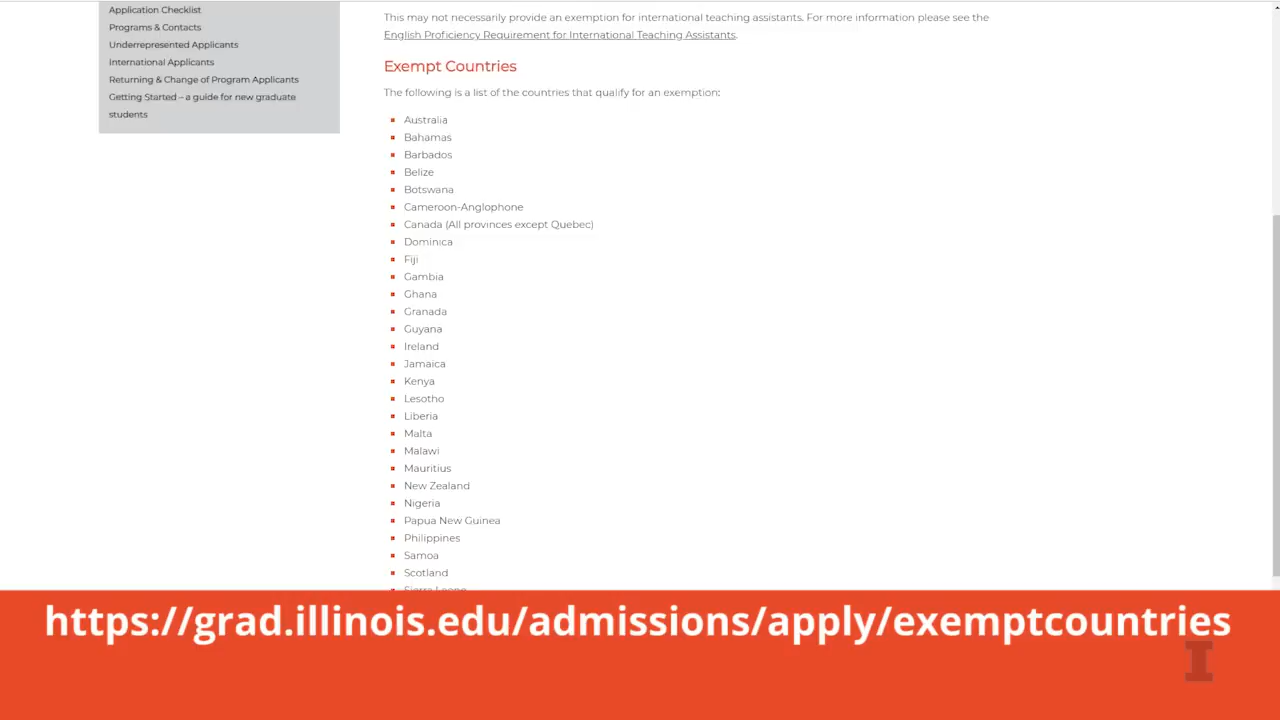 Application Checklist
Programs & Contacts
Underrepresented Applicants
International Applicants
Returning & Change of Program Applicants
Getting Started – a guide for new graduate
students
This may not necessarily provide an exemption for international teaching assistants. For more information please see the
English Proficiency Requirement for International Teaching Assistants.
Exempt Countries
The following is a list of the countries that qualify for an exemption:
Australia
Bahamas
Barbados
Belize
Botswana
Cameroon-Anglophone
Canada (All provinces except Quebec)
Dominica
Fiji
Gambia
Ghana
Granada
Guyana
Ireland
Jamaica
Kenya
Lesotho
Liberia
Malta
Malawi
Mauritius
New Zealand
Nigeria
Papua New Guinea
Philippines
Samoa
Scotland
Sierra Leone
https://grad.illinois.edu/admissions/apply/exemptcountries